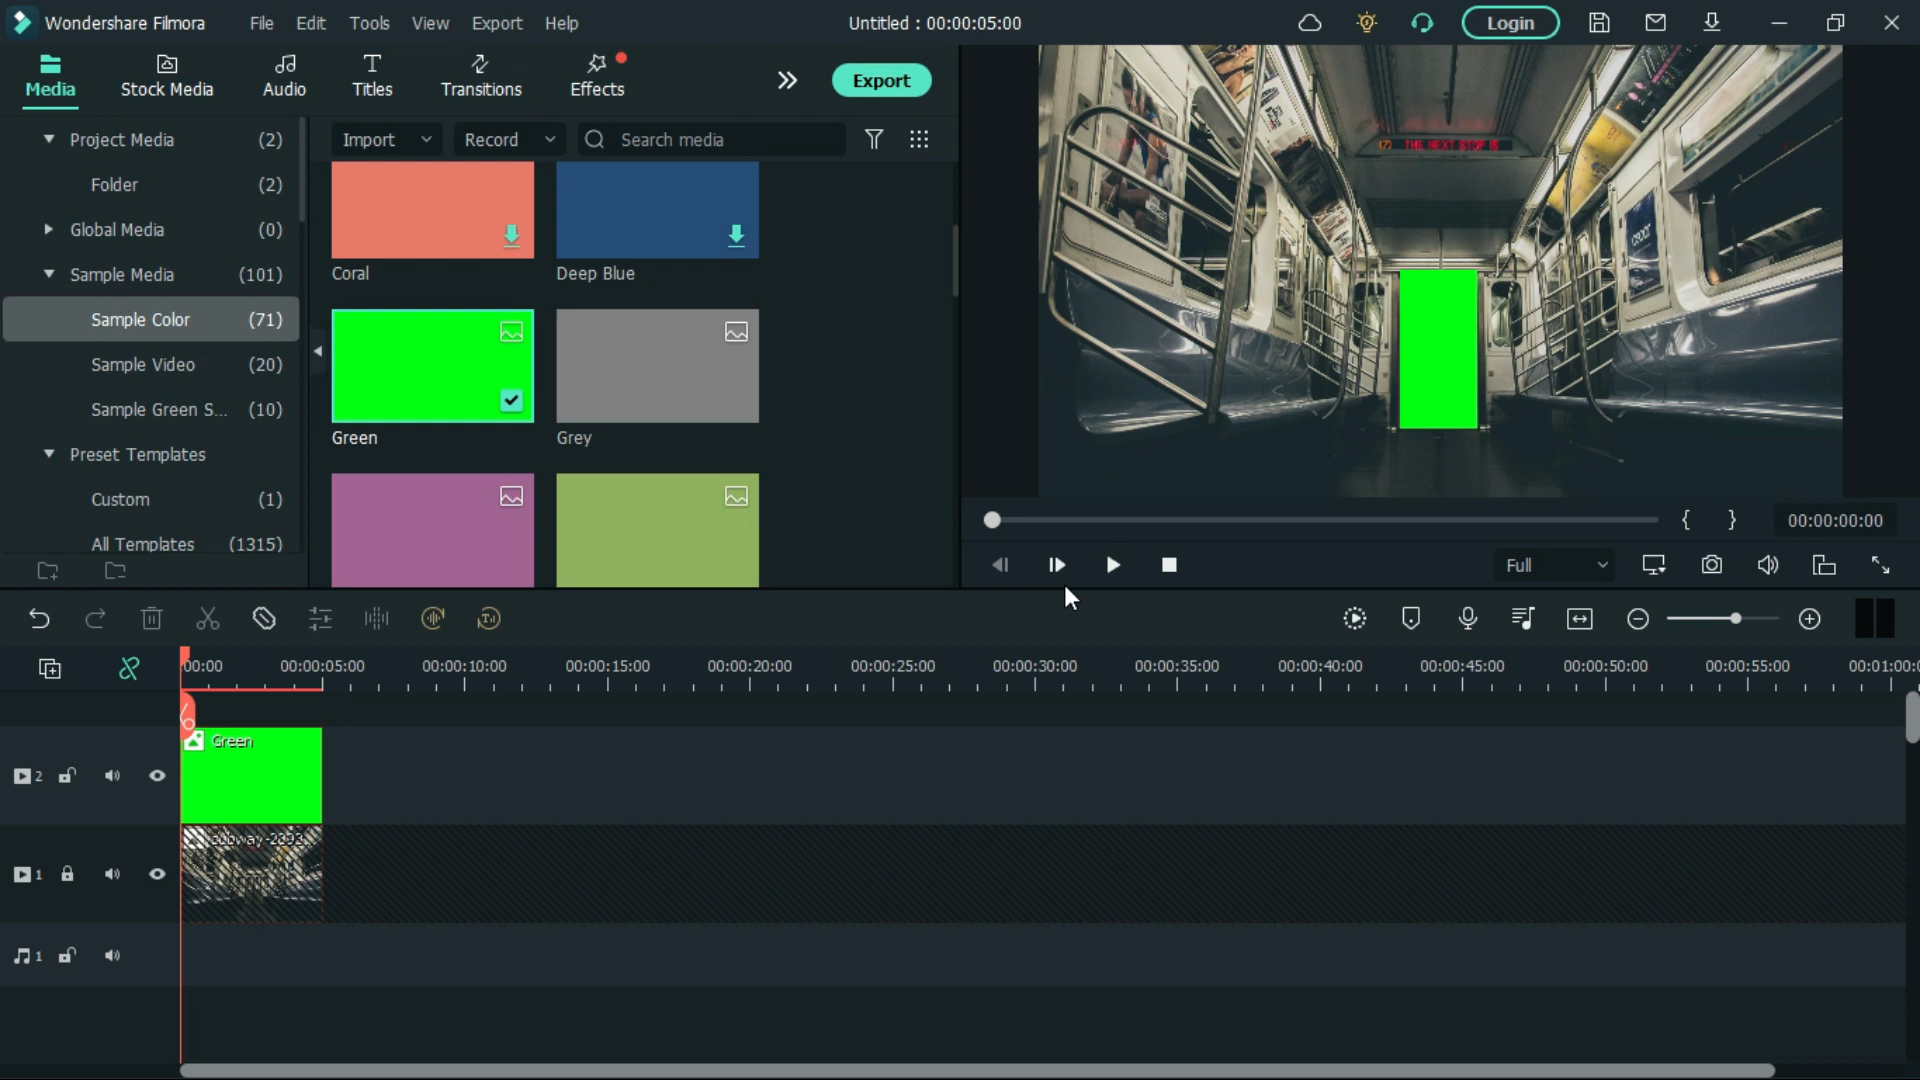 Wondershare Filmora
File Edit Tools View Export Help
Untitled : 00:00:05:00
Login
Media Stock Media Audio Titles Transitions Effects
Export
Project Media (2)
Folder (2)
Global Media (0)
Sample Media (101)
Sample Color (71)
Sample Video (20)
Sample Green S... (10)
Preset Templates
Custom (1)
All Templates (1315)
Import Record Search media
Coral Deep Blue
Green Grey
THE NEXT STOP IS
{ } 00:00:00:00
Full
00:00 00:00:05:00 00:00:10:00 00:00:15:00 00:00:20:00 00:00:25:00 00:00:30:00 00:00:35:00 00:00:40:00 00:00:45:00 00:00:50:00 00:00:55:00 00:01:00:0
2 Green
1 subway-2893...
1